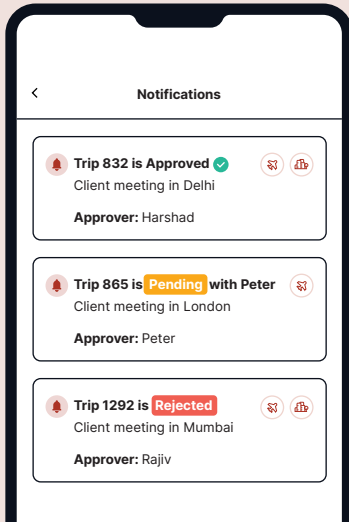 Notifications
Trip 832 is Approved
Client meeting in Delhi
Approver: Harshad
Trip 865 is Pending with Peter
Client meeting in London
Approver: Peter
Trip 1292 is Rejected
Client meeting in Mumbai
Approver: Rajiv